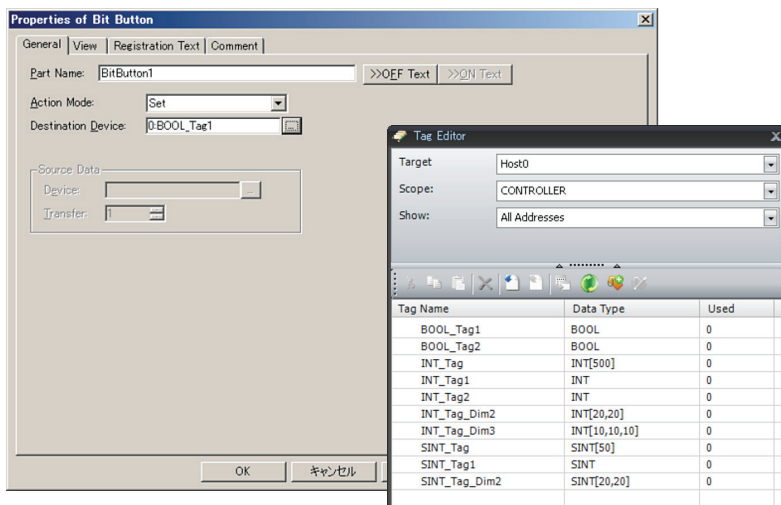 Properties of Bit Button
General View Registration Text Comment
Part Name: BitButton1 >>OFF Text >>ON Text
Action Mode: Set
Destination Device: 0:BOOL_Tag1 ...
Source Data
Device: ...
Transfer: 1
OK キャンセル
Tag Editor
Target Host0
Scope: CONTROLLER
Show: All Addresses
Tag Name Data Type Used
BOOL_Tag1 BOOL 0
BOOL_Tag2 BOOL 0
INT_Tag INT[500] 0
INT_Tag1 INT 0
INT_Tag2 INT 0
INT_Tag_Dim2 INT[20,20] 0
INT_Tag_Dim3 INT[10,10,10] 0
SINT_Tag SINT[50] 0
SINT_Tag1 SINT 0
SINT_Tag_Dim2 SINT[20,20] 0